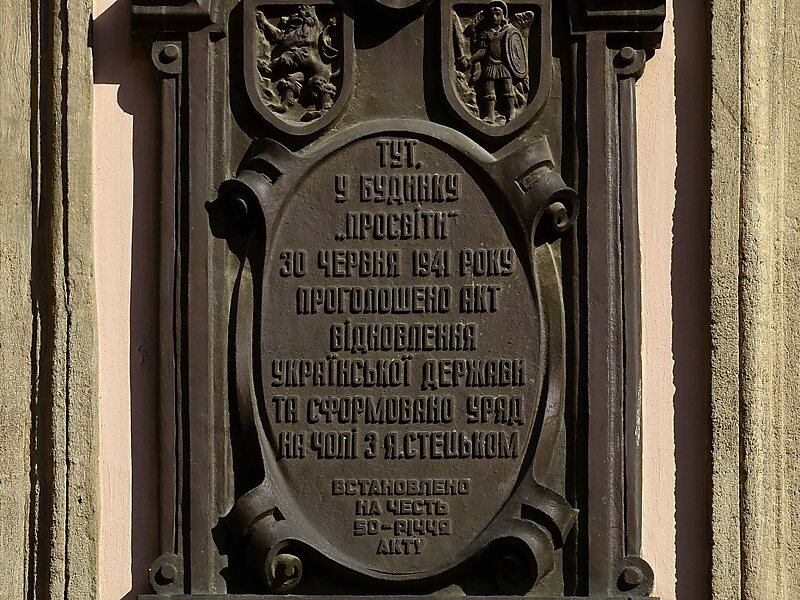 ТУТ,
У БУДИНКУ
„ПРОСВІТИ“
30 ЧЕРВНЯ 1941 РОКУ
ПРОГОЛОШЕНО АКТ
ВІДНОВЛЕННЯ
УКРАЇНСЬКОЇ ДЕРЖАВИ
ТА СФОРМОВАНО УРЯД
НА ЧОЛІ З Я.СТЕЦЬКОМ
ВСТАНОВЛЕНО
НА ЧЕСТЬ
50-РІЧЧЯ
АКТУ